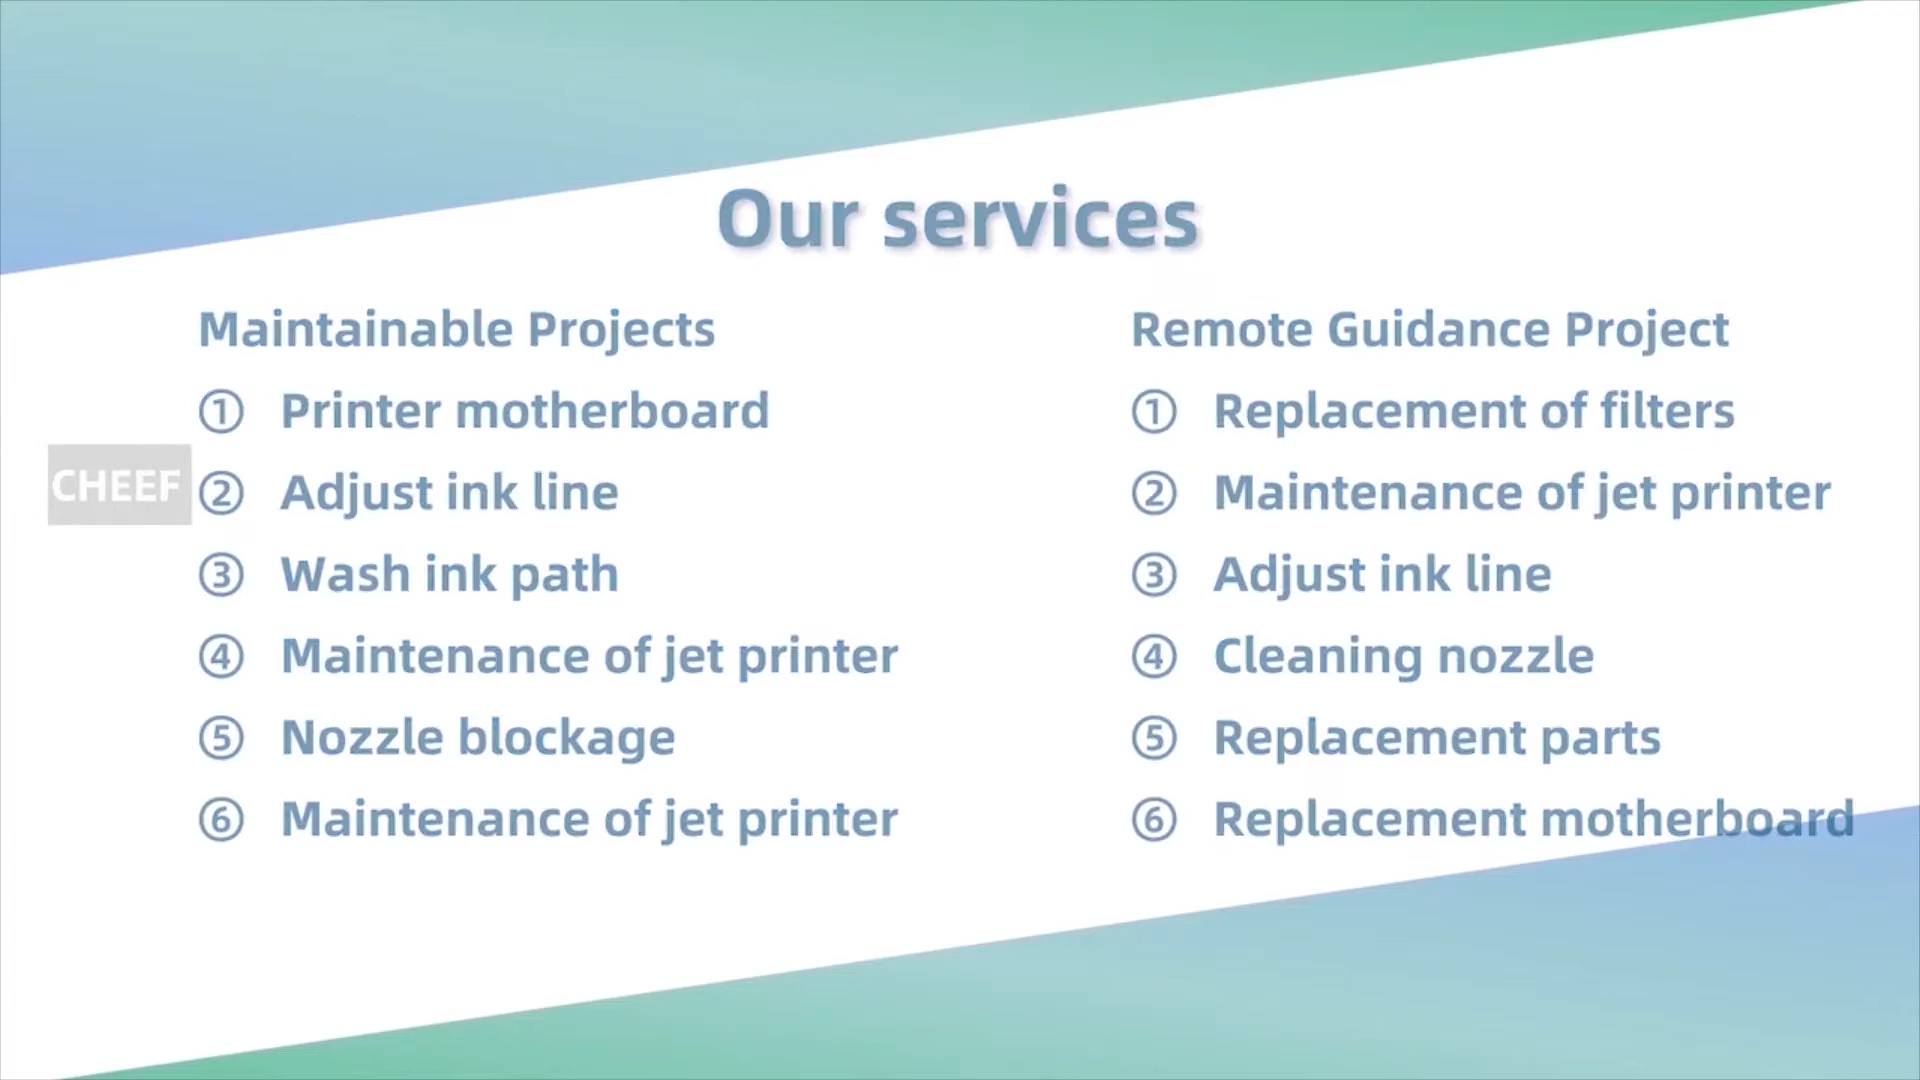 Our services
Maintainable Projects
① Printer motherboard
② Adjust ink line
③ Wash ink path
④ Maintenance of jet printer
⑤ Nozzle blockage
⑥ Maintenance of jet printer
CHEEF
Remote Guidance Project
① Replacement of filters
② Maintenance of jet printer
③ Adjust ink line
④ Cleaning nozzle
⑤ Replacement parts
⑥ Replacement motherboard